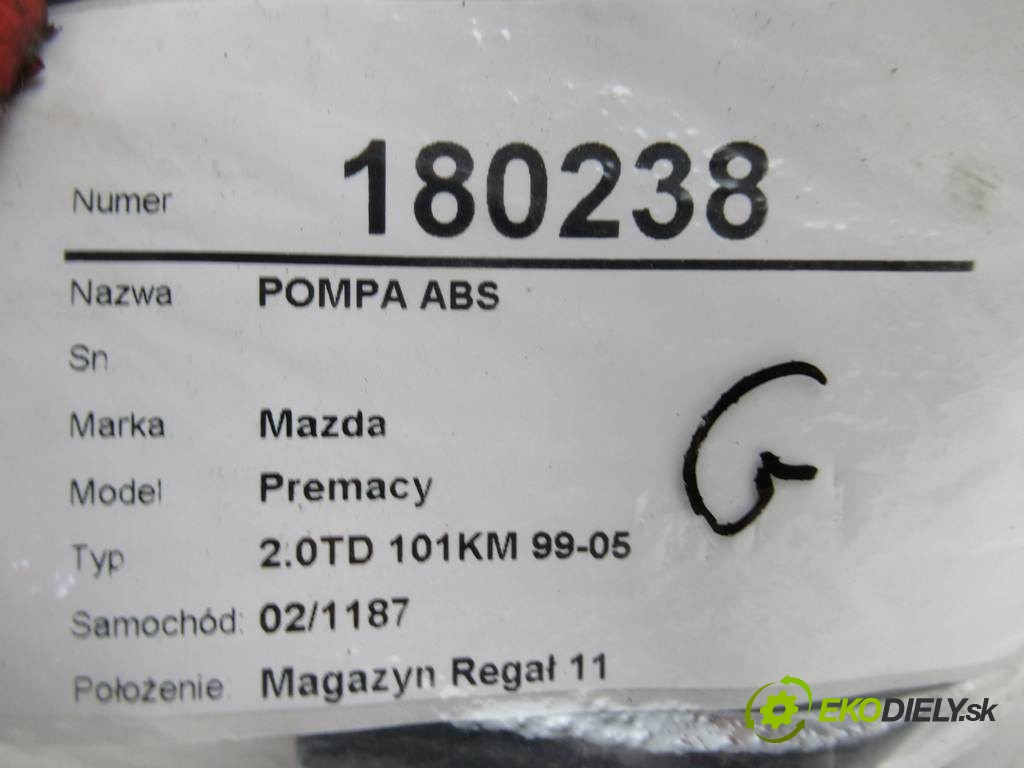 Numer 180238
Nazwa POMPA ABS
Sn.
Marka Mazda
Model Premacy
Typ 2.0TD 101KM 99-05
Samochód: 02/1187
Położenie Magazyn Regał 11
G
EKODIELY.sk